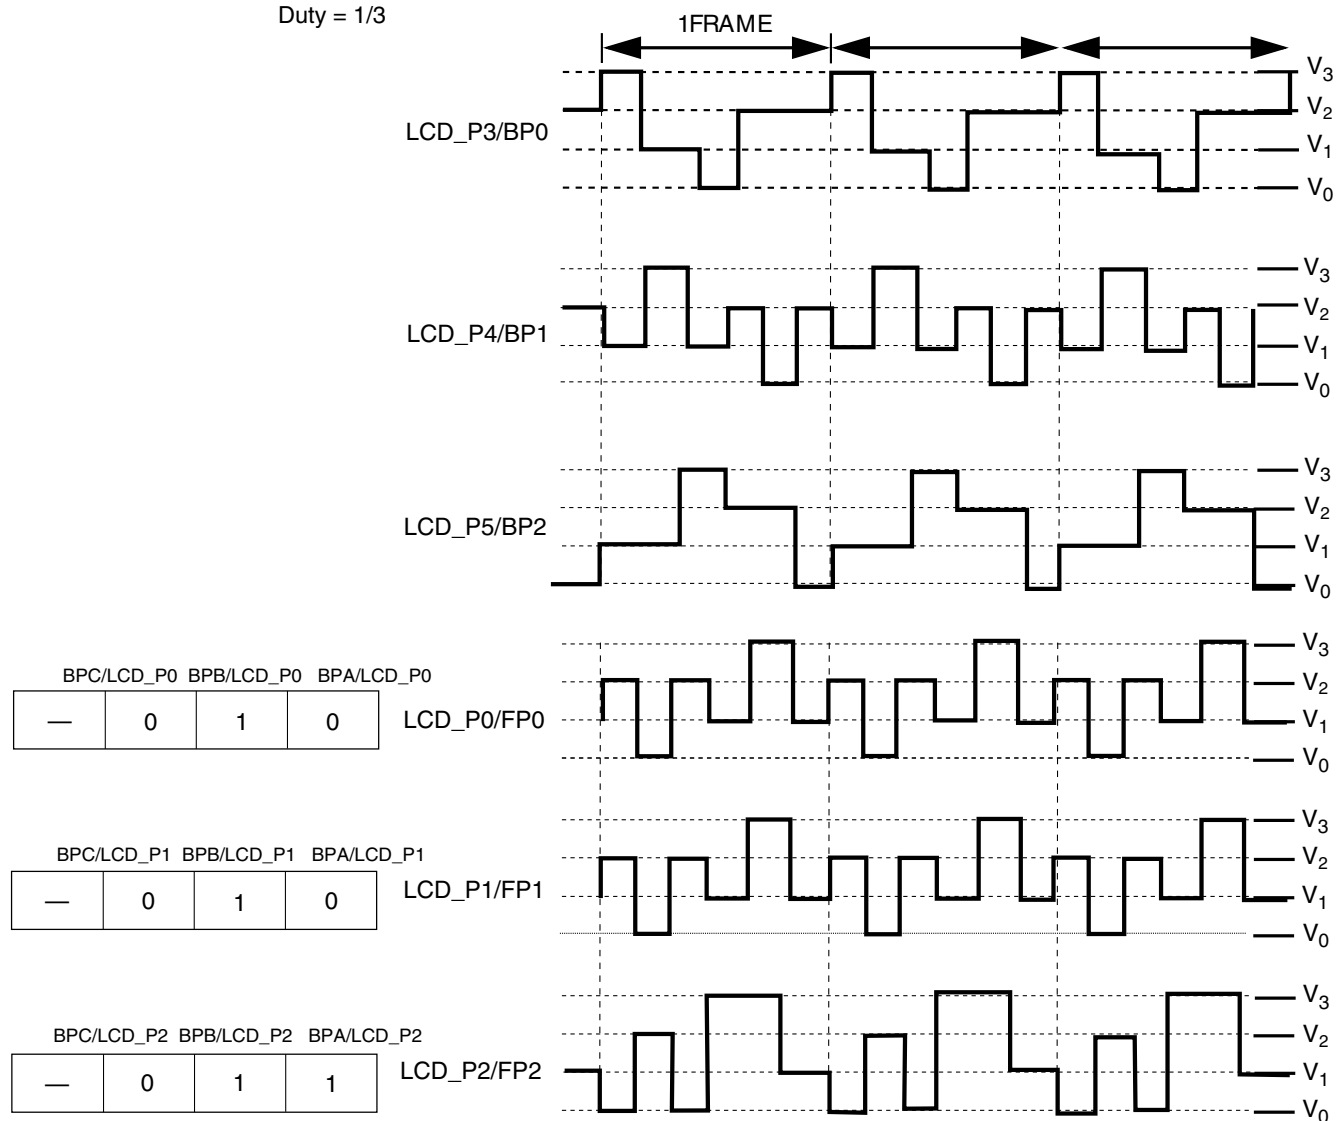 Duty = 1/3
1FRAME
LCD_P3/BP0
V3
V2
V1
V0
LCD_P4/BP1
V3
V2
V1
V0
LCD_P5/BP2
V3
V2
V1
V0
BPC/LCD_P0 BPB/LCD_P0 BPA/LCD_P0
— 0 1 0
LCD_P0/FP0
V3
V2
V1
V0
BPC/LCD_P1 BPB/LCD_P1 BPA/LCD_P1
— 0 1 0
LCD_P1/FP1
V3
V2
V1
V0
BPC/LCD_P2 BPB/LCD_P2 BPA/LCD_P2
— 0 1 1
LCD_P2/FP2
V3
V2
V1
V0